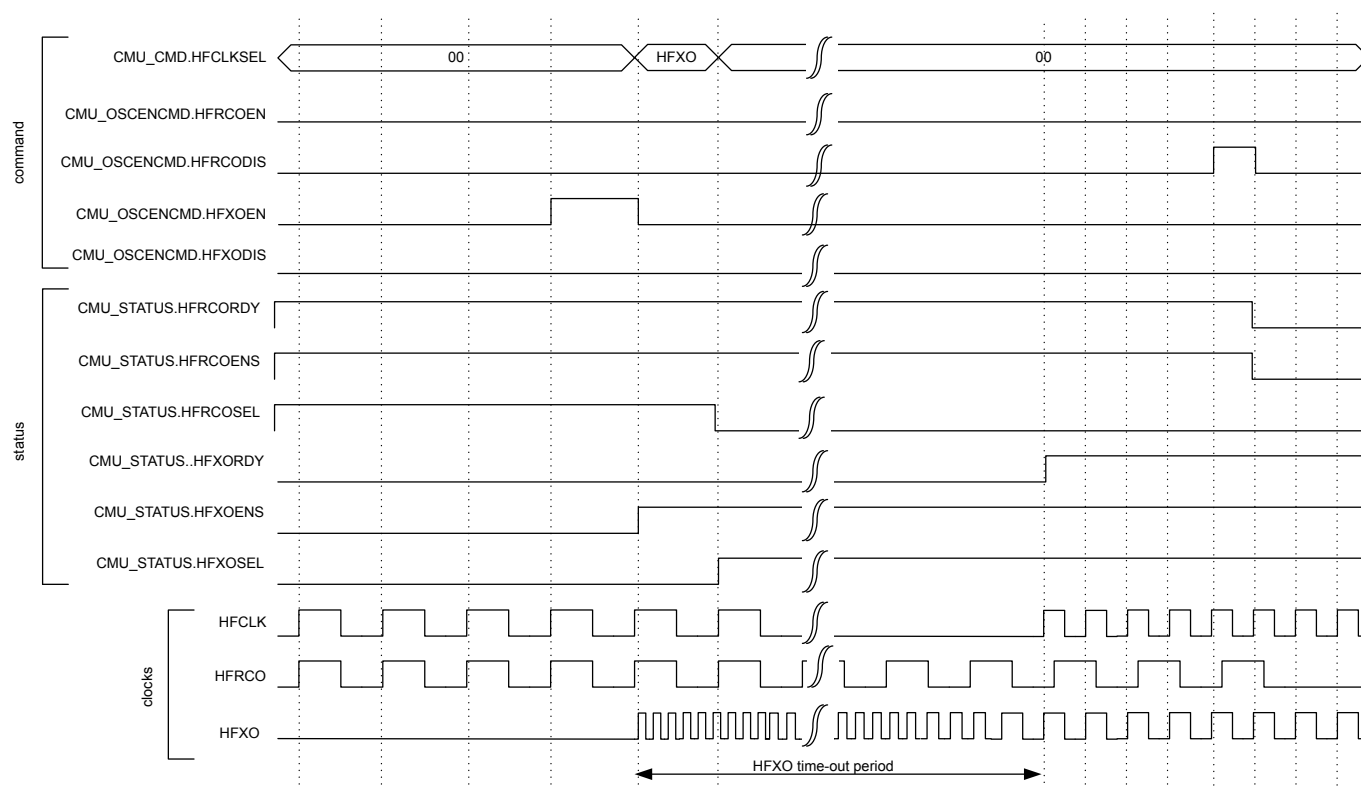 command
CMU_CMD.HFCLKSEL
00
HFXO
00
CMU_OSCENCMD.HFRCOEN
CMU_OSCENCMD.HFRCODIS
CMU_OSCENCMD.HFXOEN
CMU_OSCENCMD.HFXODIS
status
CMU_STATUS.HFRCORDY
CMU_STATUS.HFRCOENS
CMU_STATUS.HFRCOSEL
CMU_STATUS..HFXORDY
CMU_STATUS.HFXOENS
CMU_STATUS.HFXOSEL
clocks
HFCLK
HFRCO
HFXO
HFXO time-out period